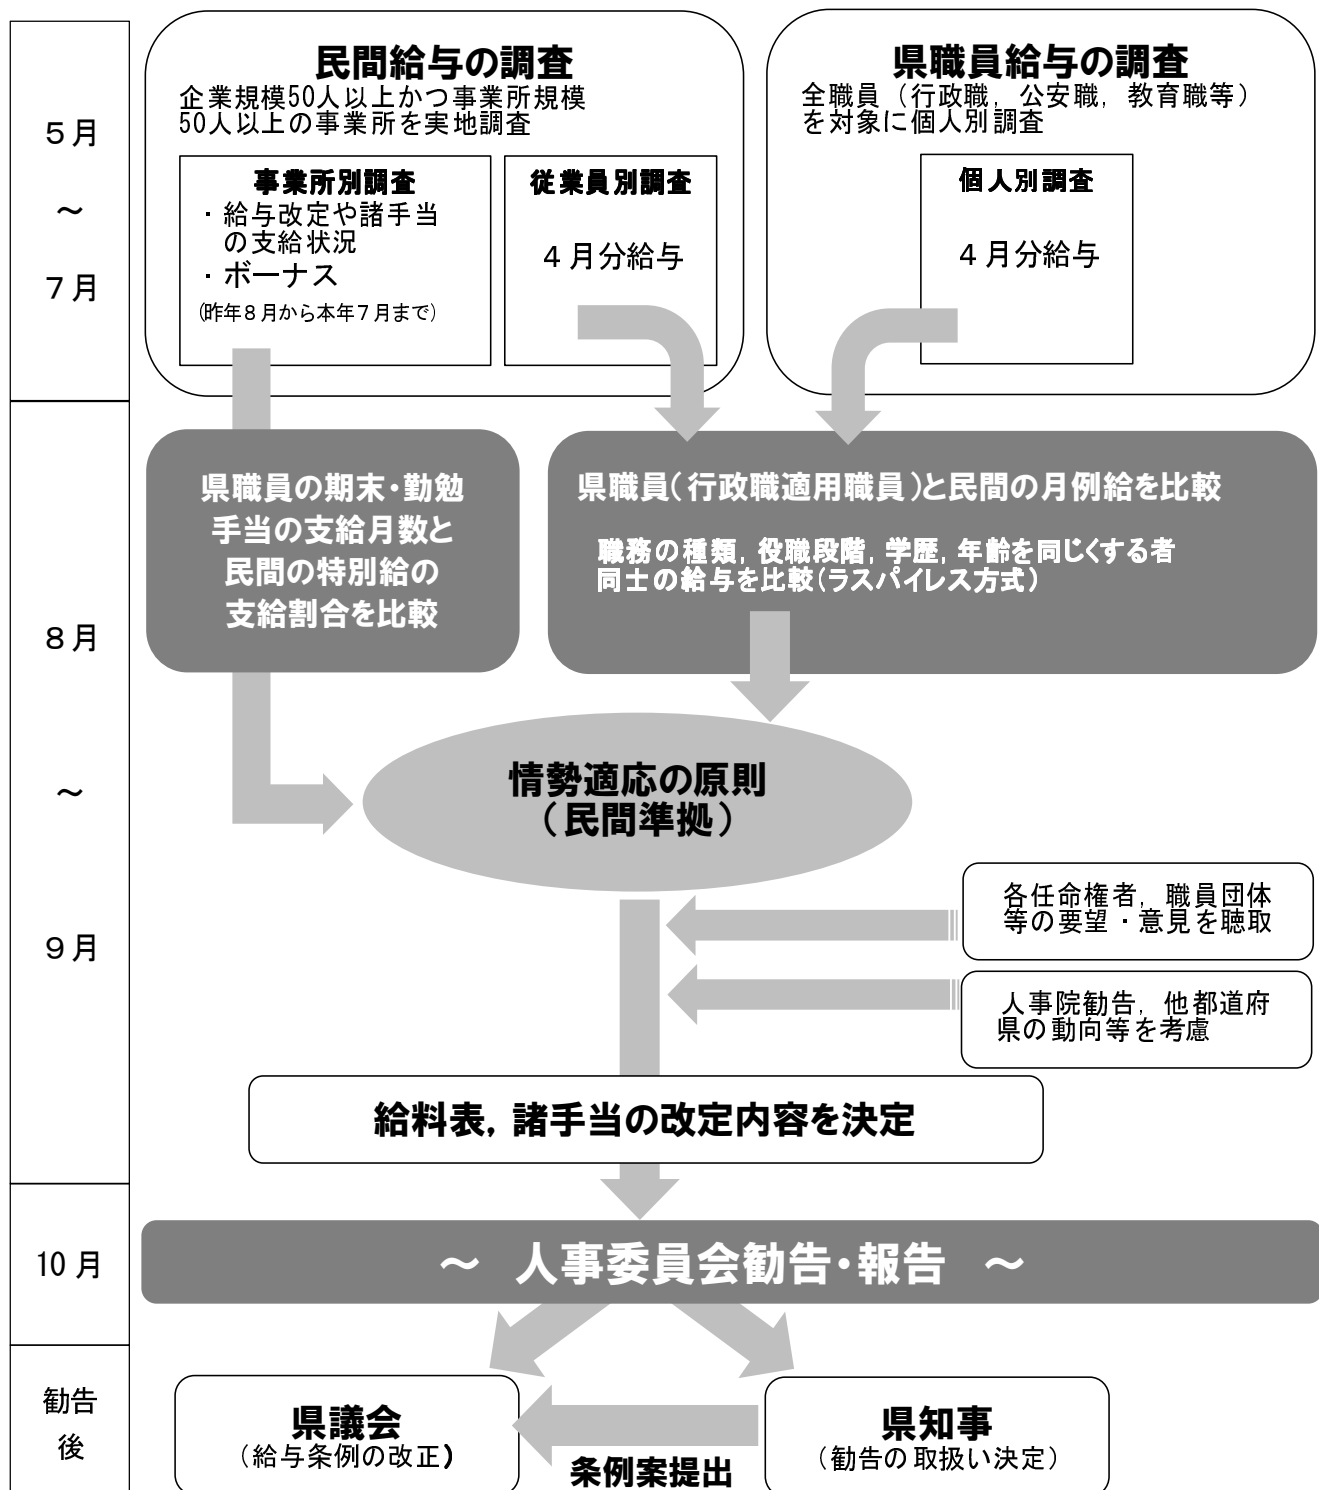 5月
～
7月
民間給与の調査
企業規模50人以上かつ事業所規模
50人以上の事業所を実地調査
事業所別調査
・給与改定や諸手当
の支給状況
・ボーナス
(昨年8月から本年7月まで)
従業員別調査
4月分給与
県職員給与の調査
全職員（行政職，公安職，教育職等）
を対象に個人別調査
個人別調査
4月分給与
8月
～
9月
県職員の期末・勤勉
手当の支給月数と
民間の特別給の
支給割合を比較
県職員（行政職適用職員）と民間の月例給を比較
職務の種類，役職段階，学歴，年齢を同じくする者
同士の給与を比較（ラスパイレス方式）
情勢適応の原則
（民間準拠）
各任命権者，職員団体
等の要望・意見を聴取
人事院勧告，他都道府
県の動向等を考慮
給料表，諸手当の改定内容を決定
10月
～ 人事委員会勧告・報告 ～
勧告
後
県議会
（給与条例の改正）
条例案提出
県知事
（勧告の取扱い決定）